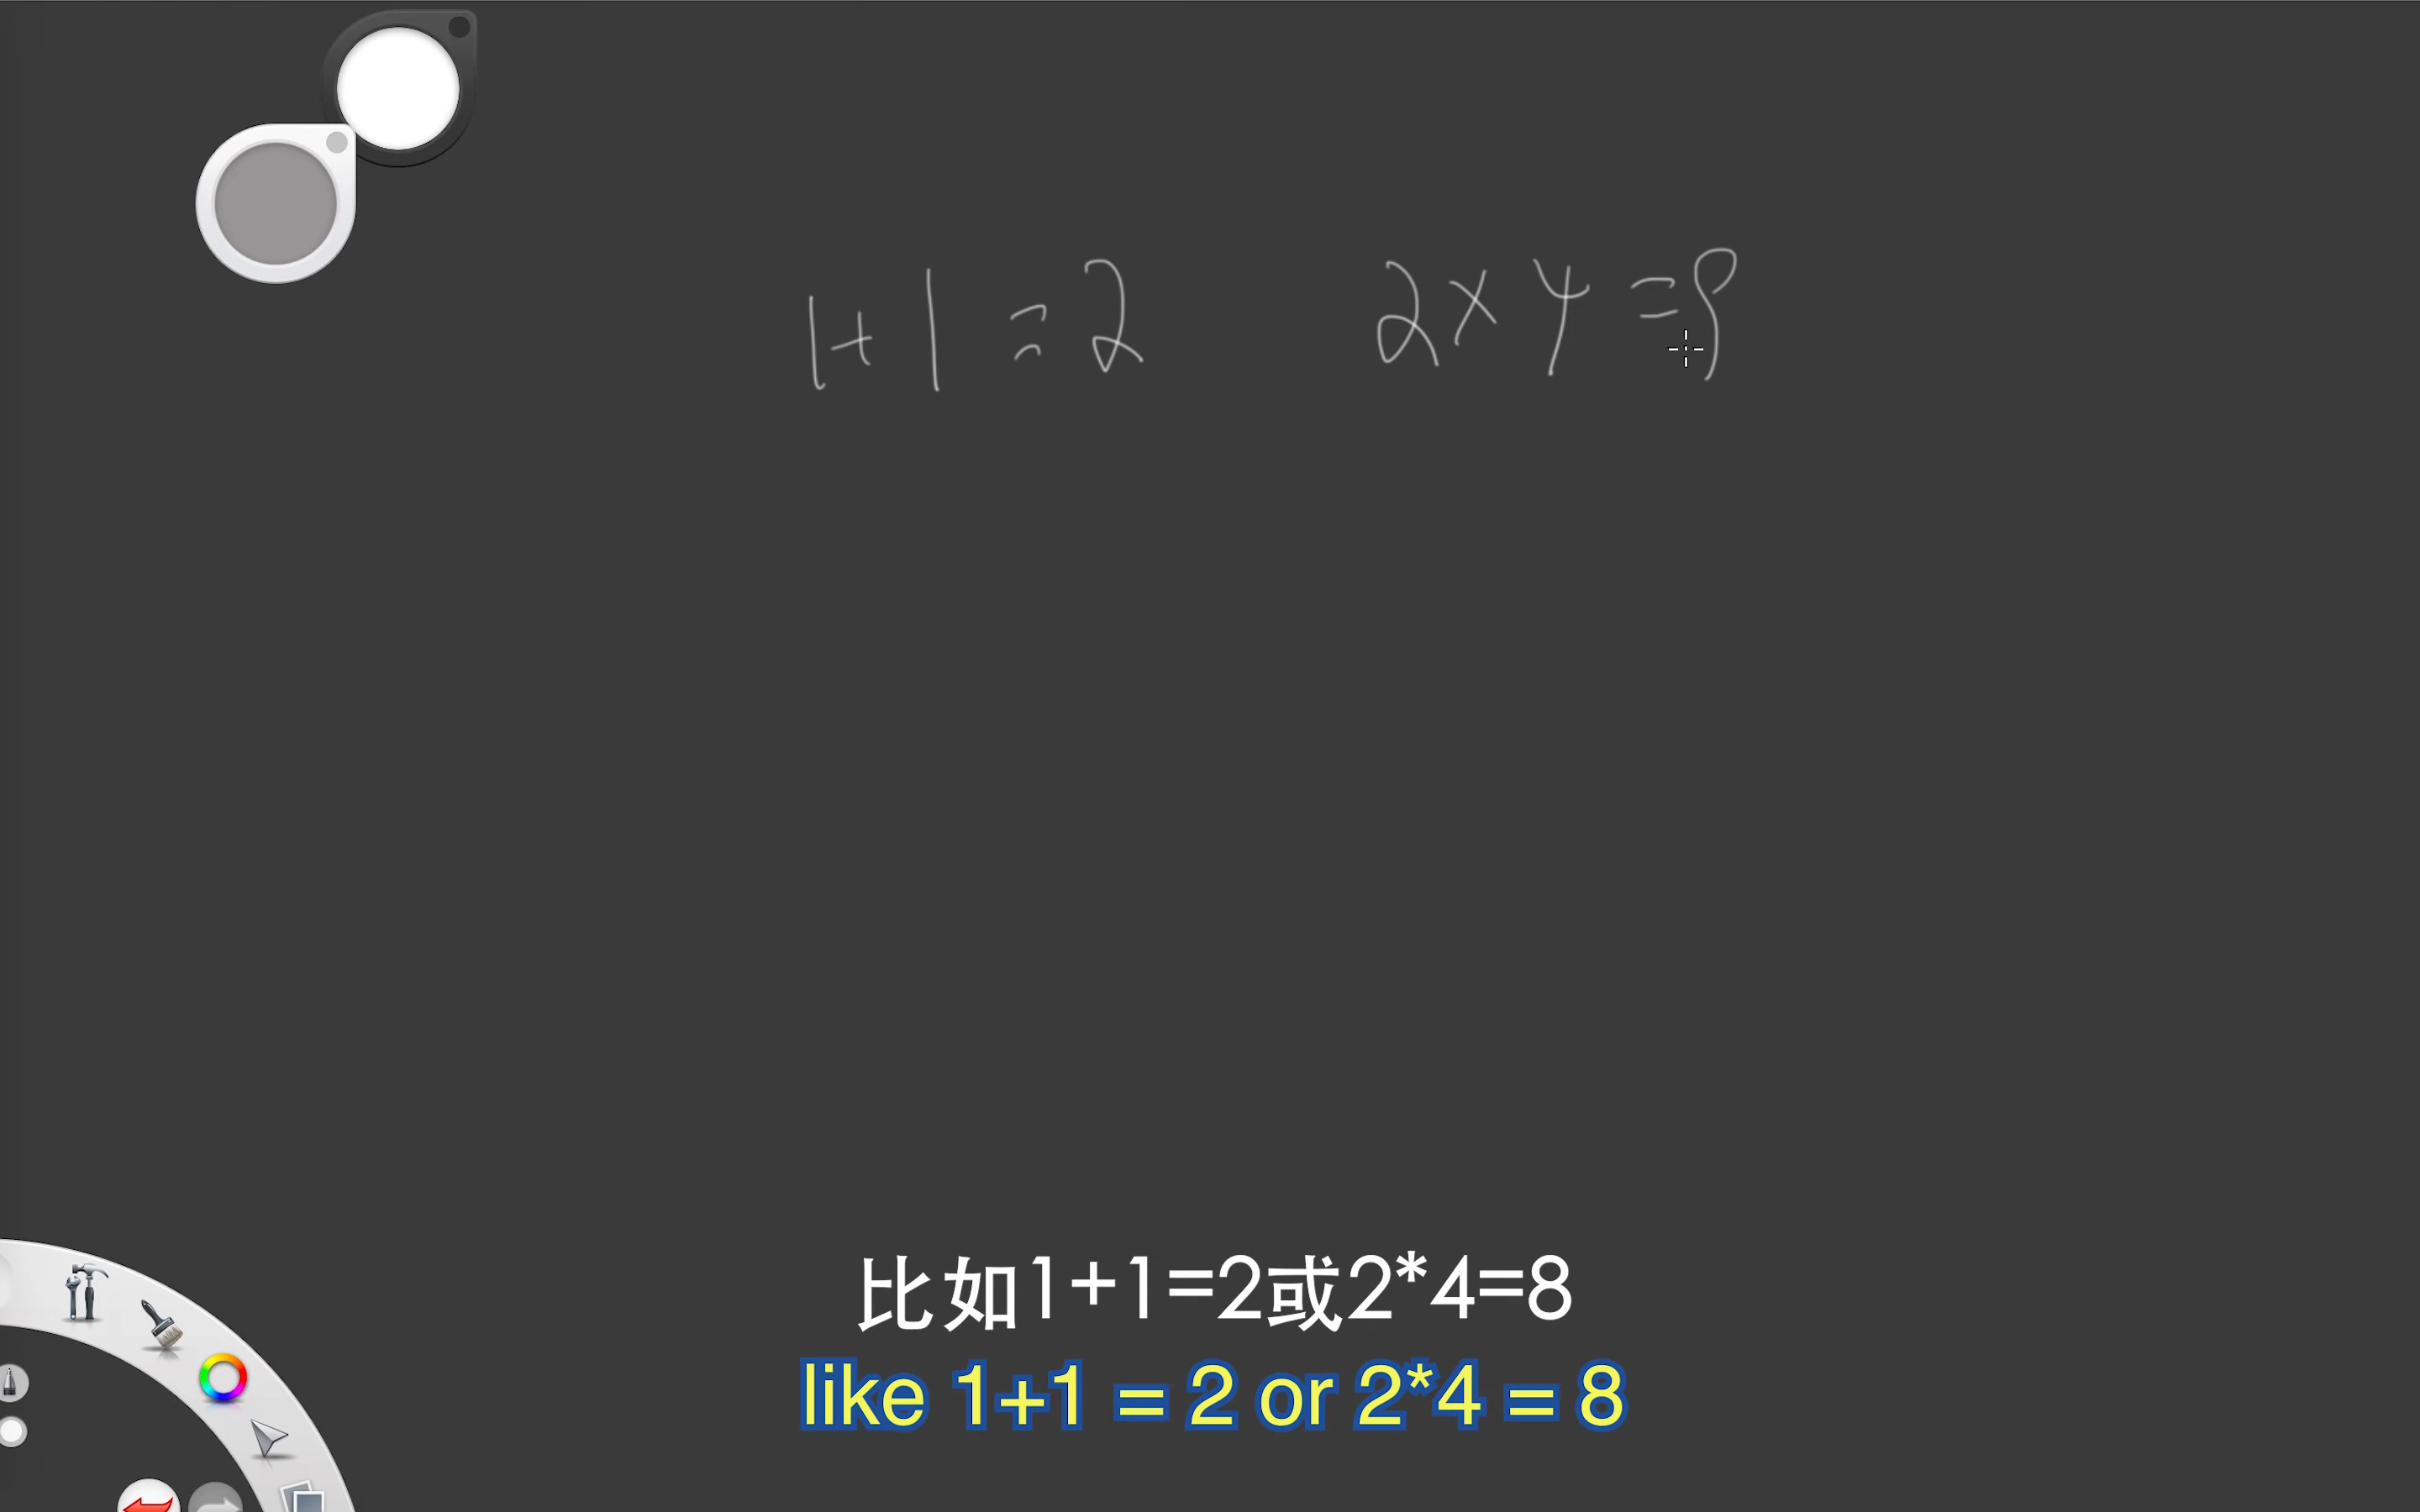 1+1=2 2×4=8
比如1+1=2或2*4=8
like 1+1 = 2 or 2*4 = 8